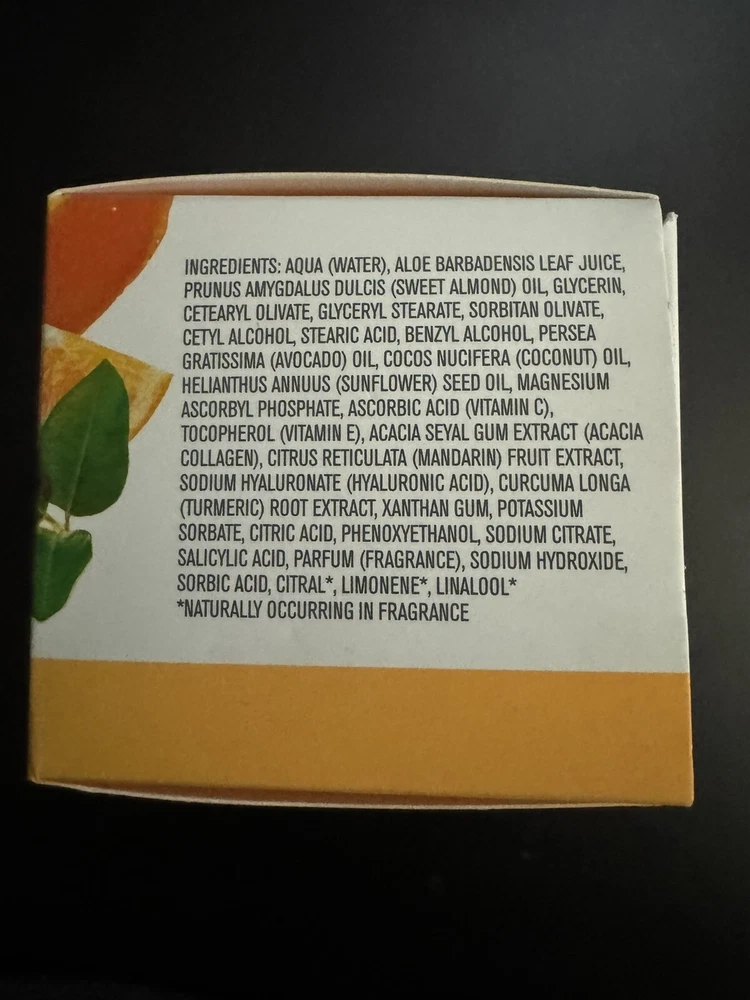 INGREDIENTS: AQUA (WATER), ALOE BARBADENSIS LEAF JUICE,
PRUNUS AMYGDALUS DULCIS (SWEET ALMOND) OIL, GLYCERIN,
CETEARYL OLIVATE, GLYCERYL STEARATE, SORBITAN OLIVATE,
CETYL ALCOHOL, STEARIC ACID, BENZYL ALCOHOL, PERSEA
GRATISSIMA (AVOCADO) OIL, COCOS NUCIFERA (COCONUT) OIL,
HELIANTHUS ANNUUS (SUNFLOWER) SEED OIL, MAGNESIUM
ASCORBYL PHOSPHATE, ASCORBIC ACID (VITAMIN C),
TOCOPHEROL (VITAMIN E), ACACIA SEYAL GUM EXTRACT (ACACIA
COLLAGEN), CITRUS RETICULATA (MANDARIN) FRUIT EXTRACT,
SODIUM HYALURONATE (HYALURONIC ACID), CURCUMA LONGA
(TURMERIC) ROOT EXTRACT, XANTHAN GUM, POTASSIUM
SORBATE, CITRIC ACID, PHENOXYETHANOL, SODIUM CITRATE,
SALICYLIC ACID, PARFUM (FRAGRANCE), SODIUM HYDROXIDE,
SORBIC ACID, CITRAL*, LIMONENE*, LINALOOL*
*NATURALLY OCCURRING IN FRAGRANCE